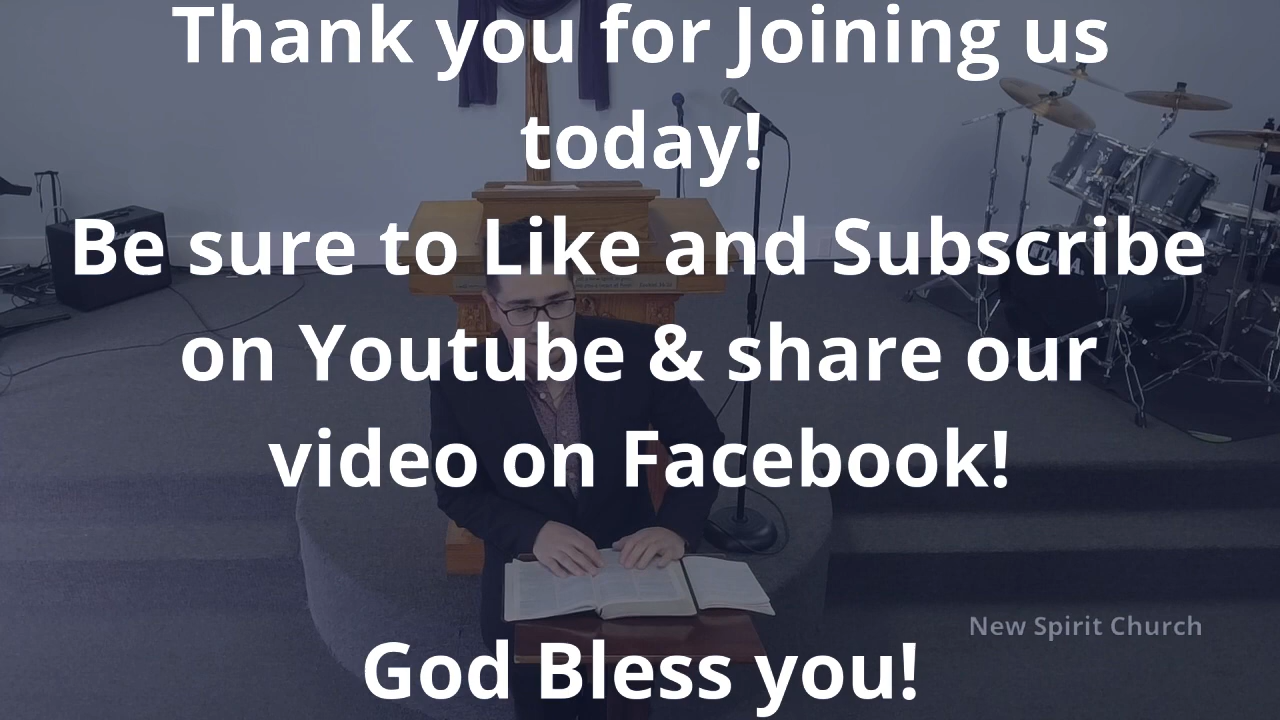 Thank you for Joining us
today!
Be sure to Like and Subscribe
on Youtube & share our
video on Facebook!
New Spirit Church
God Bless you!